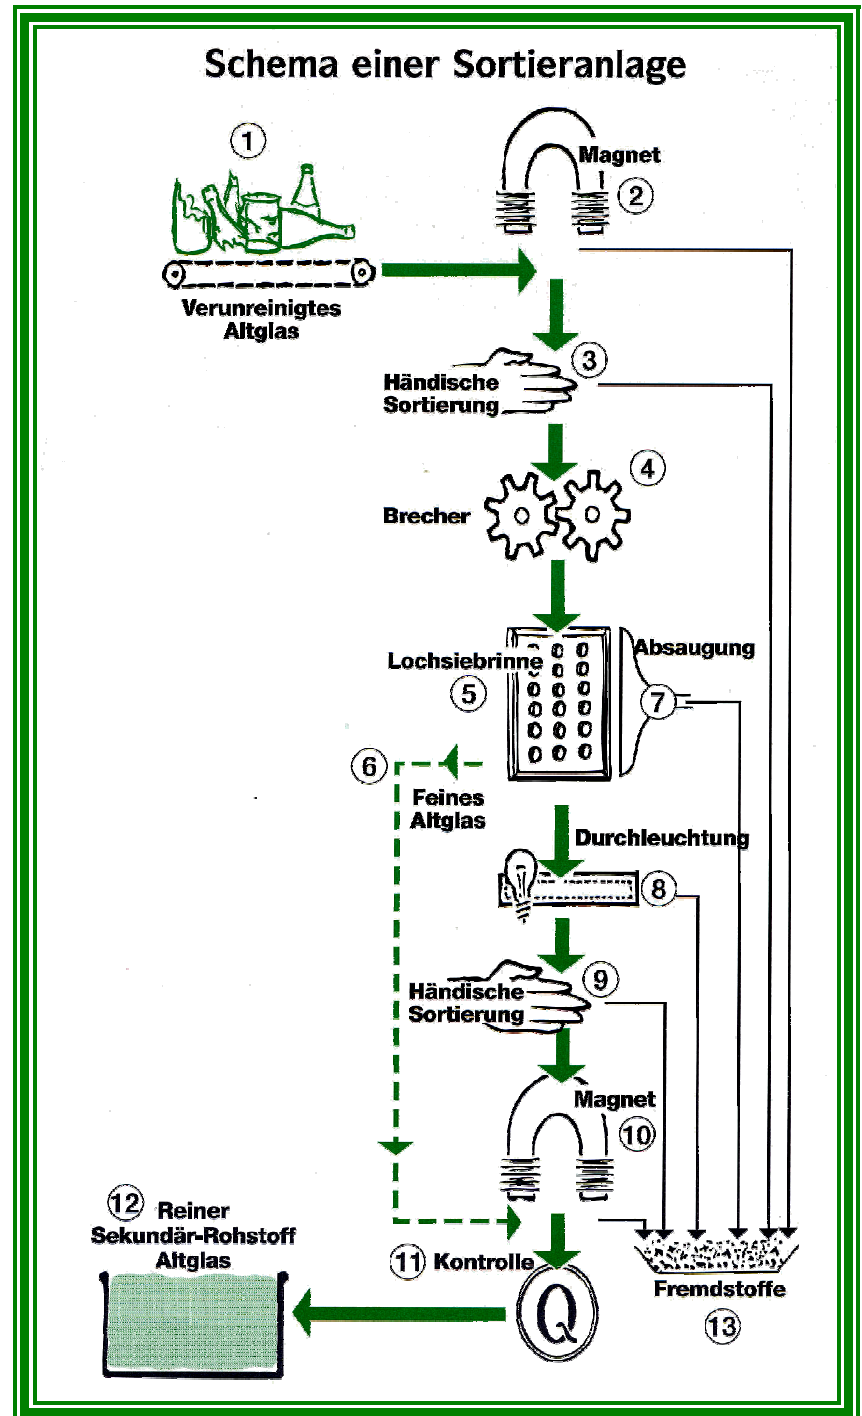 Schema einer Sortieranlage
1
Magnet
2
Verunreinigtes
Altglas
3
Händische
Sortierung
4
Brecher
Lochsiebrinne
5
Absaugung
7
6
Feines
Altglas
Durchleuchtung
8
9
Händische
Sortierung
Magnet
10
12
Reiner
Sekundär-Rohstoff
Altglas
11 Kontrolle
Q
Fremdstoffe
13